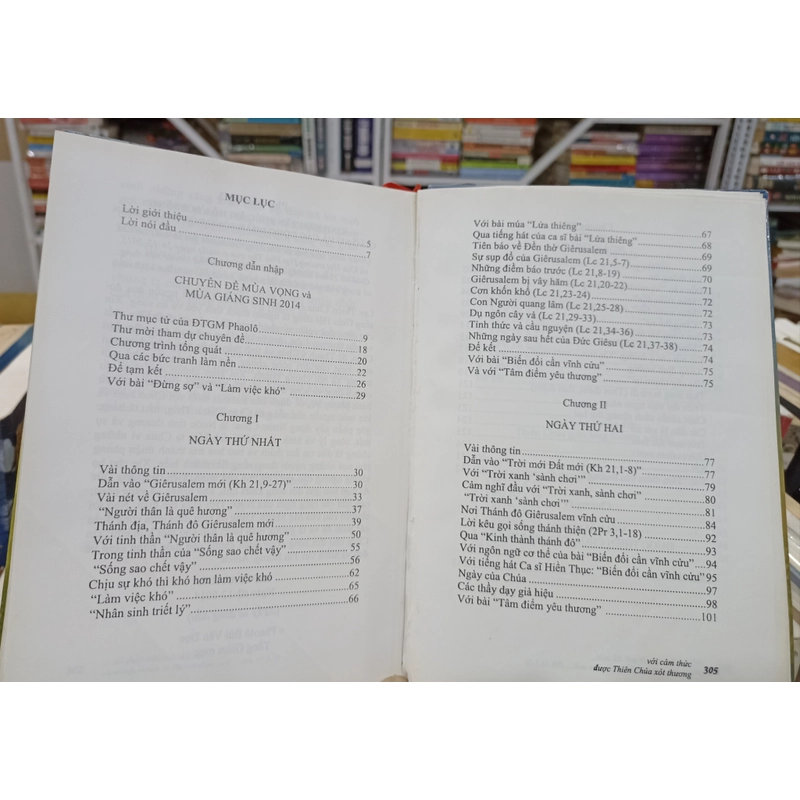 MỤC LỤC
Lời giới thiệu 5
Lời nói đầu 7
Chương dẫn nhập
CHUYÊN ĐỀ MÙA VỌNG và
MÙA GIÁNG SINH 2014
Thư mục tử của ĐTGM Phaolô 9
Thư mời tham dự chuyên đề 18
Chương trình tổng quát 20
Qua các bức tranh làm nền 22
Để tạm kết 26
Với bài “Đừng sợ” và “Làm việc khó” 29
Chương I
NGÀY THỨ NHẤT
Vài thông tin 30
Dẫn vào “Giêrusalem mới (Kh 21,9-27)” 30
Vài nét về Giêrusalem 33
“Người thân là quê hương” 37
Thánh địa, Thánh đô Giêrusalem mới 39
Với tinh thần “Người thân là quê hương” 50
Trong tinh thần của “Sống sao chết vậy” 55
“Sống sao chết vậy” 56
Chịu sự khó thì khó hơn làm việc khó 62
“Làm việc khó” 65
“Nhân sinh triết lý” 66
Với bài múa “Lửa thiêng” 67
Qua tiếng hát của ca sĩ bài “Lửa thiêng” 68
Tiên báo về Đền thờ Giêrusalem 69
Sự sụp đổ của Giêrusalem (Lc 21,5-7) 69
Những điềm báo trước (Lc 21,8-19) 70
Giêrusalem bị vây hãm (Lc 21,20-22) 71
Cơn khốn khổ (Lc 21,23-24) 72
Con Người quang lâm (Lc 21,25-28) 72
Dụ ngôn cây vả (Lc 21,29-33) 72
Tỉnh thức và cầu nguyện (Lc 21,34-36) 73
Những ngày sau hết của Đức Giêsu (Lc 21,37-38) 73
Để kết 74
Với bài “Biển đổi cần vĩnh cửu” 75
Và với “Tâm điểm yêu thương” 75
Chương II
NGÀY THỨ HAI
Vài thông tin 77
Dẫn vào “Trời mới Đất mới (Kh 21,1-8)” 77
Với “Trời xanh ‘sành chơi’” 79
Cảm nghĩ đầu với “Trời xanh, sành chơi” 80
“Trời xanh ‘sành chơi’” 81
Nơi Thánh đô Giêrusalem vĩnh cửu 84
Lời kêu gọi sống thánh thiện (2Pr 3,1-18) 92
Qua “Kinh thành thánh đô” 93
Với ngôn ngữ cơ thể của bài “Biển đổi cần vĩnh cửu” 94
Với tiếng hát Ca sĩ Hiền Thục: “Biển đổi cần vĩnh cửu” 95
Ngày của Chúa 97
Các thầy dạy giả hiệu 98
Với bài “Tâm điểm yêu thương” 101
với cảm thức
được Thiên Chúa xót thương 305